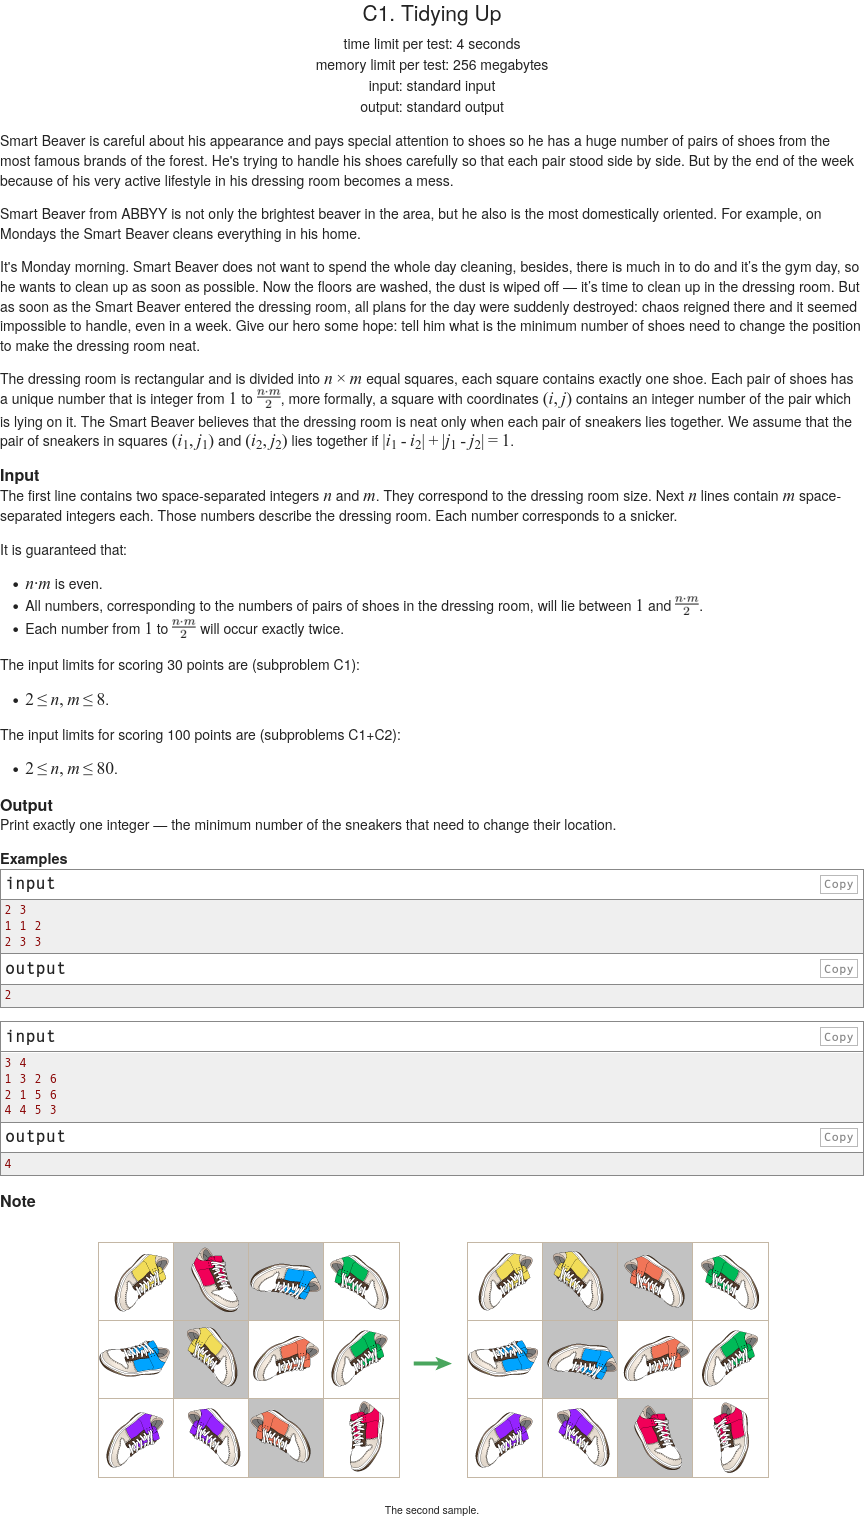 C1. Tidying Up
time limit per test: 4 seconds
memory limit per test: 256 megabytes
input: standard input
output: standard output
Smart Beaver is careful about his appearance and pays special attention to shoes so he has a huge number of pairs of shoes from the
most famous brands of the forest. He's trying to handle his shoes carefully so that each pair stood side by side. But by the end of the week
because of his very active lifestyle in his dressing room becomes a mess.
Smart Beaver from ABBYY is not only the brightest beaver in the area, but he also is the most domestically oriented. For example, on
Mondays the Smart Beaver cleans everything in his home.
It's Monday morning. Smart Beaver does not want to spend the whole day cleaning, besides, there is much in to do and it's the gym day, so
he wants to clean up as soon as possible. Now the floors are washed, the dust is wiped off — it's time to clean up in the dressing room. But
as soon as the Smart Beaver entered the dressing room, all plans for the day were suddenly destroyed: chaos reigned there and it seemed
impossible to handle, even in a week. Give our hero some hope: tell him what is the minimum number of shoes need to change the position
to make the dressing room neat.
The dressing room is rectangular and is divided into n × m equal squares, each square contains exactly one shoe. Each pair of shoes has
a unique number that is integer from 1 to n·m/2, more formally, a square with coordinates (i, j) contains an integer number of the pair which
is lying on it. The Smart Beaver believes that the dressing room is neat only when each pair of sneakers lies together. We assume that the
pair of sneakers in squares (i1, j1) and (i2, j2) lies together if |i1 - i2| + |j1 - j2| = 1.
Input
The first line contains two space-separated integers n and m. They correspond to the dressing room size. Next n lines contain m space-
separated integers each. Those numbers describe the dressing room. Each number corresponds to a snicker.
It is guaranteed that:
• n·m is even.
• All numbers, corresponding to the numbers of pairs of shoes in the dressing room, will lie between 1 and n·m/2.
• Each number from 1 to n·m/2 will occur exactly twice.
The input limits for scoring 30 points are (subproblem C1):
• 2 ≤ n, m ≤ 8.
The input limits for scoring 100 points are (subproblems C1+C2):
• 2 ≤ n, m ≤ 80.
Output
Print exactly one integer — the minimum number of the sneakers that need to change their location.
Examples
input Copy
2 3
1 1 2
2 3 3
output Copy
2
input Copy
3 4
1 3 2 6
2 1 5 6
4 4 5 3
output Copy
4
Note
The second sample.